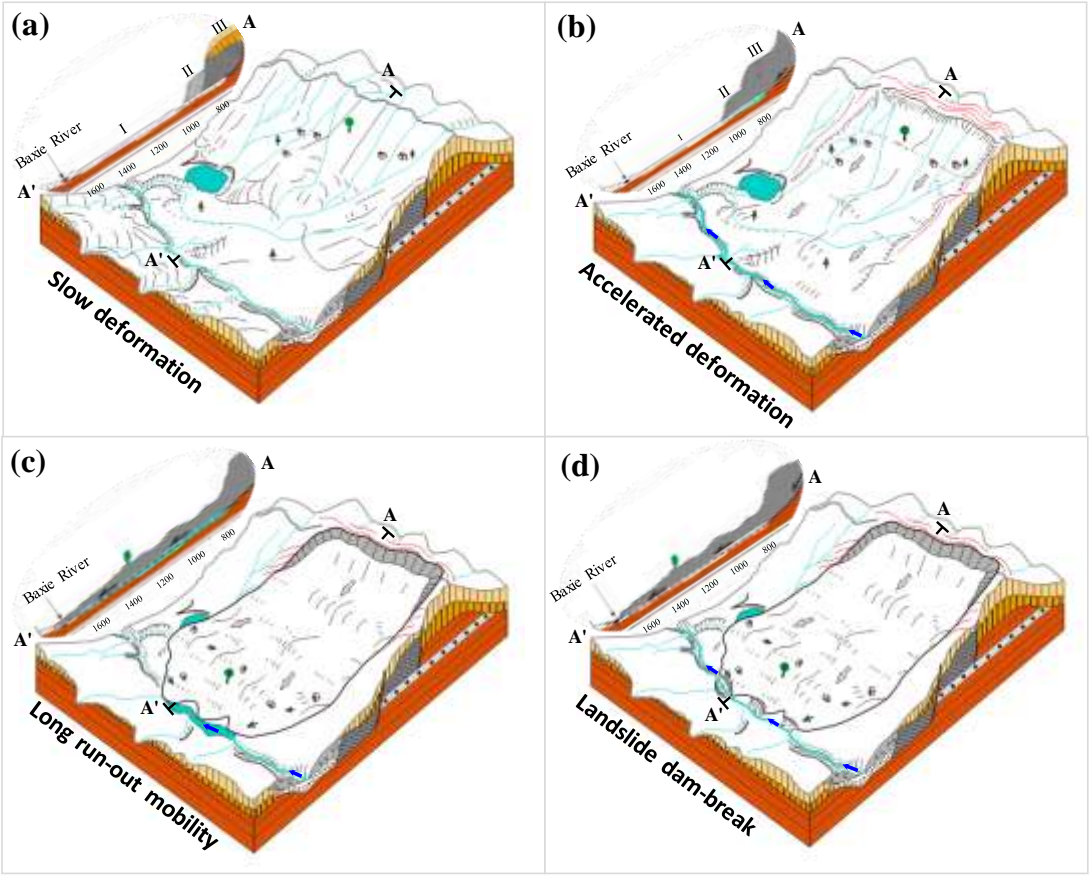 (a)
III
A
II
I
Baxie River
A'
800
1000
1200
1400
1600
A
A'
Slow deformation
(b)
III
A
II
I
Baxie River
A'
800
1000
1200
1400
1600
A
A'
Accelerated deformation
(c)
A
Baxie River
A'
800
1000
1200
1400
1600
A
A'
Long run-out mobility
(d)
A
Baxie River
A'
800
1000
1200
1400
1600
A
A'
Landslide dam-break